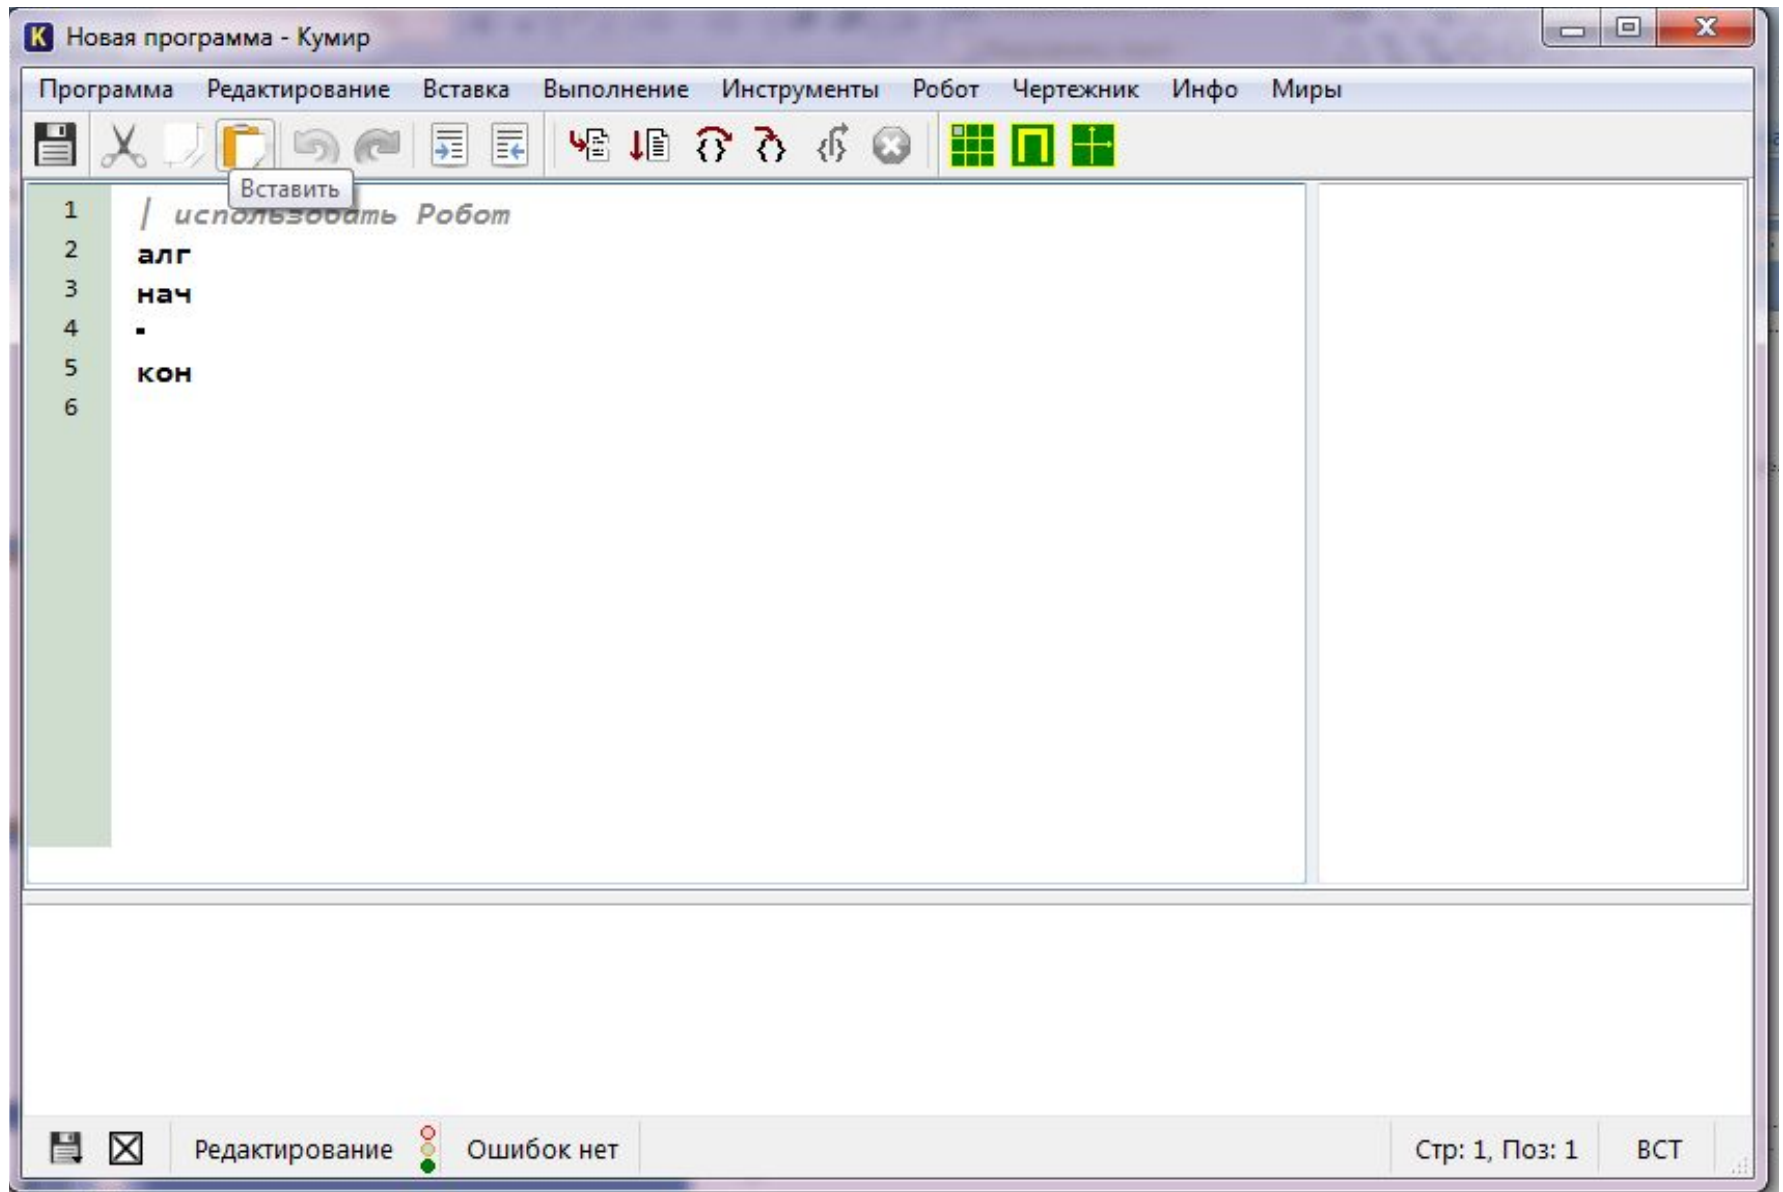 K Новая программа - Кумир
Программа Редактирование Вставка Выполнение Инструменты Робот Чертежник Инфо Миры
Вставить
1 | использовать Робот
2 алг
3 нач
4
5 кон
6
Редактирование Ошибок нет Стр: 1, Поз: 1 ВСТ